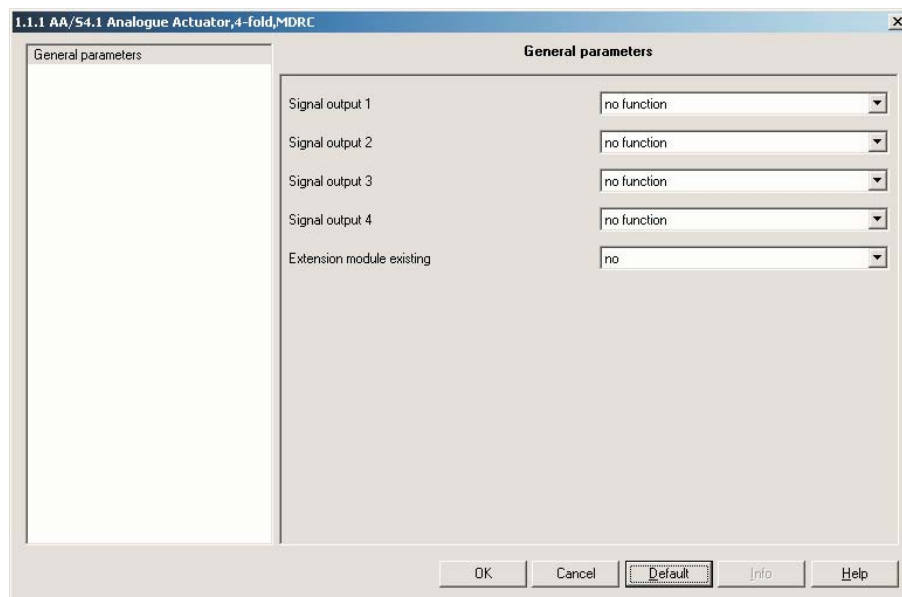 1.1.1 AA/S4.1 Analogue Actuator,4-fold,MDRC
General parameters
General parameters
Signal output 1 no function
Signal output 2 no function
Signal output 3 no function
Signal output 4 no function
Extension module existing no
OK Cancel Default Info Help